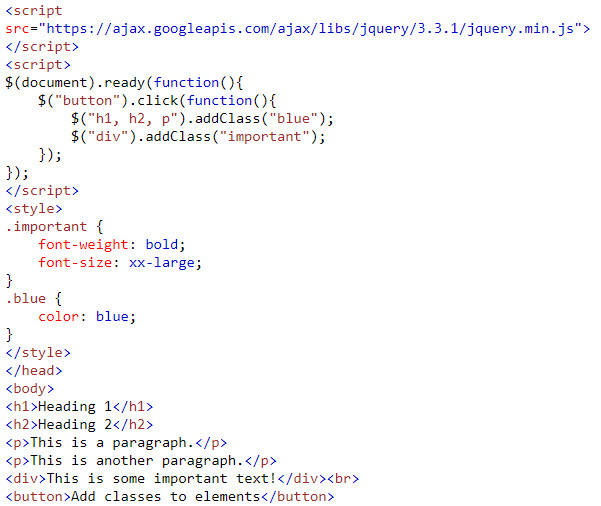 <script
src="https://ajax.googleapis.com/ajax/libs/jquery/3.3.1/jquery.min.js">
</script>
<script>
$(document).ready(function(){
    $("button").click(function(){
        $("h1, h2, p").addClass("blue");
        $("div").addClass("important");
    });
});
</script>
<style>
.important {
    font-weight: bold;
    font-size: xx-large;
}
.blue {
    color: blue;
}
</style>
</head>
<body>
<h1>Heading 1</h1>
<h2>Heading 2</h2>
<p>This is a paragraph.</p>
<p>This is another paragraph.</p>
<div>This is some important text!</div><br>
<button>Add classes to elements</button>